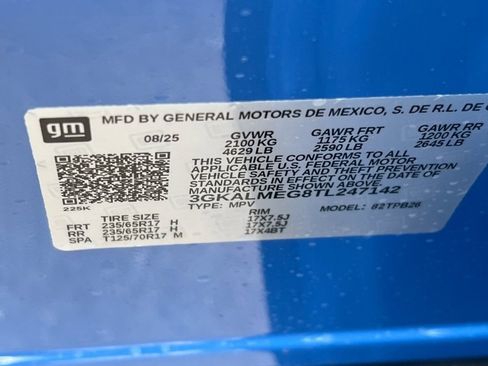 gm
MFD BY GENERAL MOTORS DE MEXICO, S. DE R.L. DE
08/25 GVWR GAWR FRT GAWR RR
2100 KG 1175 KG 1200 KG
4629 LB 2590 LB 2645 LB
THIS VEHICLE CONFORMS TO ALL
APPLICABLE U.S. FEDERAL MOTOR
VEHICLE SAFETY AND THEFT PREVENTION
STANDARDS IN EFFECT ON THE DATE OF
MANUFACTURE SHOWN ABOVE.
3GKALMEG8TL247142
225K
TYPE: MPV MODEL: 82TPB26
TIRE SIZE RIM
FRT 235/65R17 H 17X7.5J
RR 235/65R17 H 17X7.5J
SPA T125/70R17 M 17X4BT